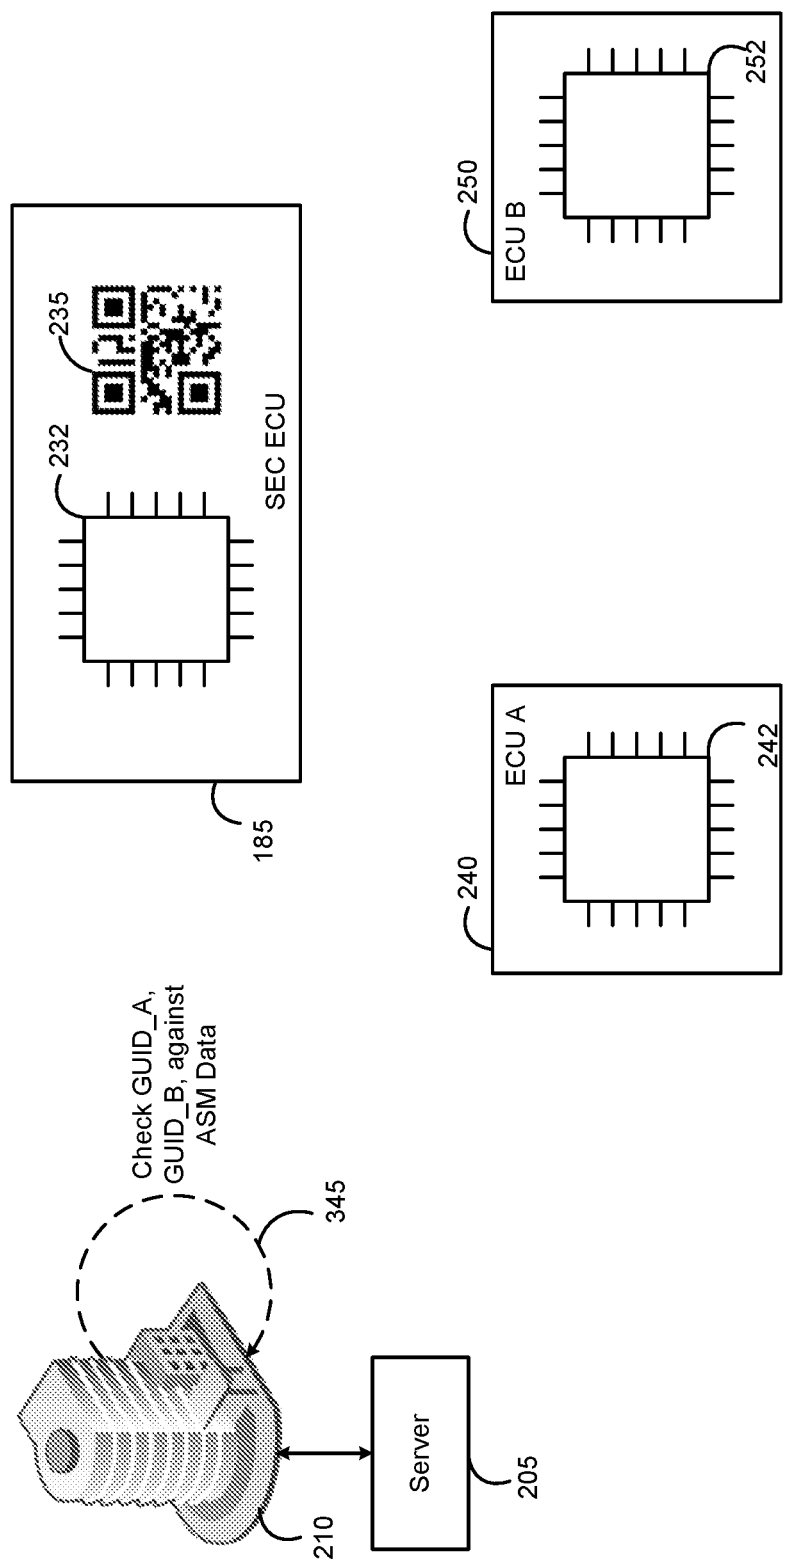 210
Server
205
Check GUID_A,
GUID_B, against
ASM Data
345
185
232
235
SEC ECU
240
ECU A
242
250
ECU B
252